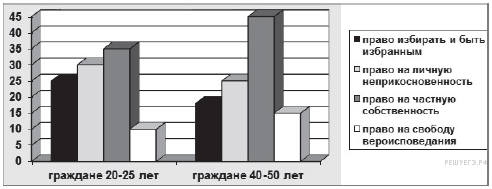 45
40
35
30
25
20
15
10
5
0
граждане 20-25 лет
граждане 40-50 лет
право избирать и быть
избранным
право на личную
неприкосновенность
право на частную
собственность
право на свободу
вероисповедания
РЕШУЕГЭ.РФ